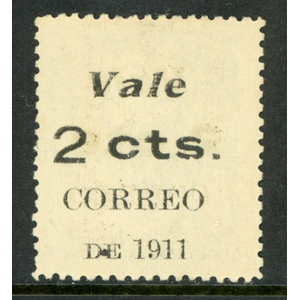 Vale
2 cts.
CORREO
DE 1911